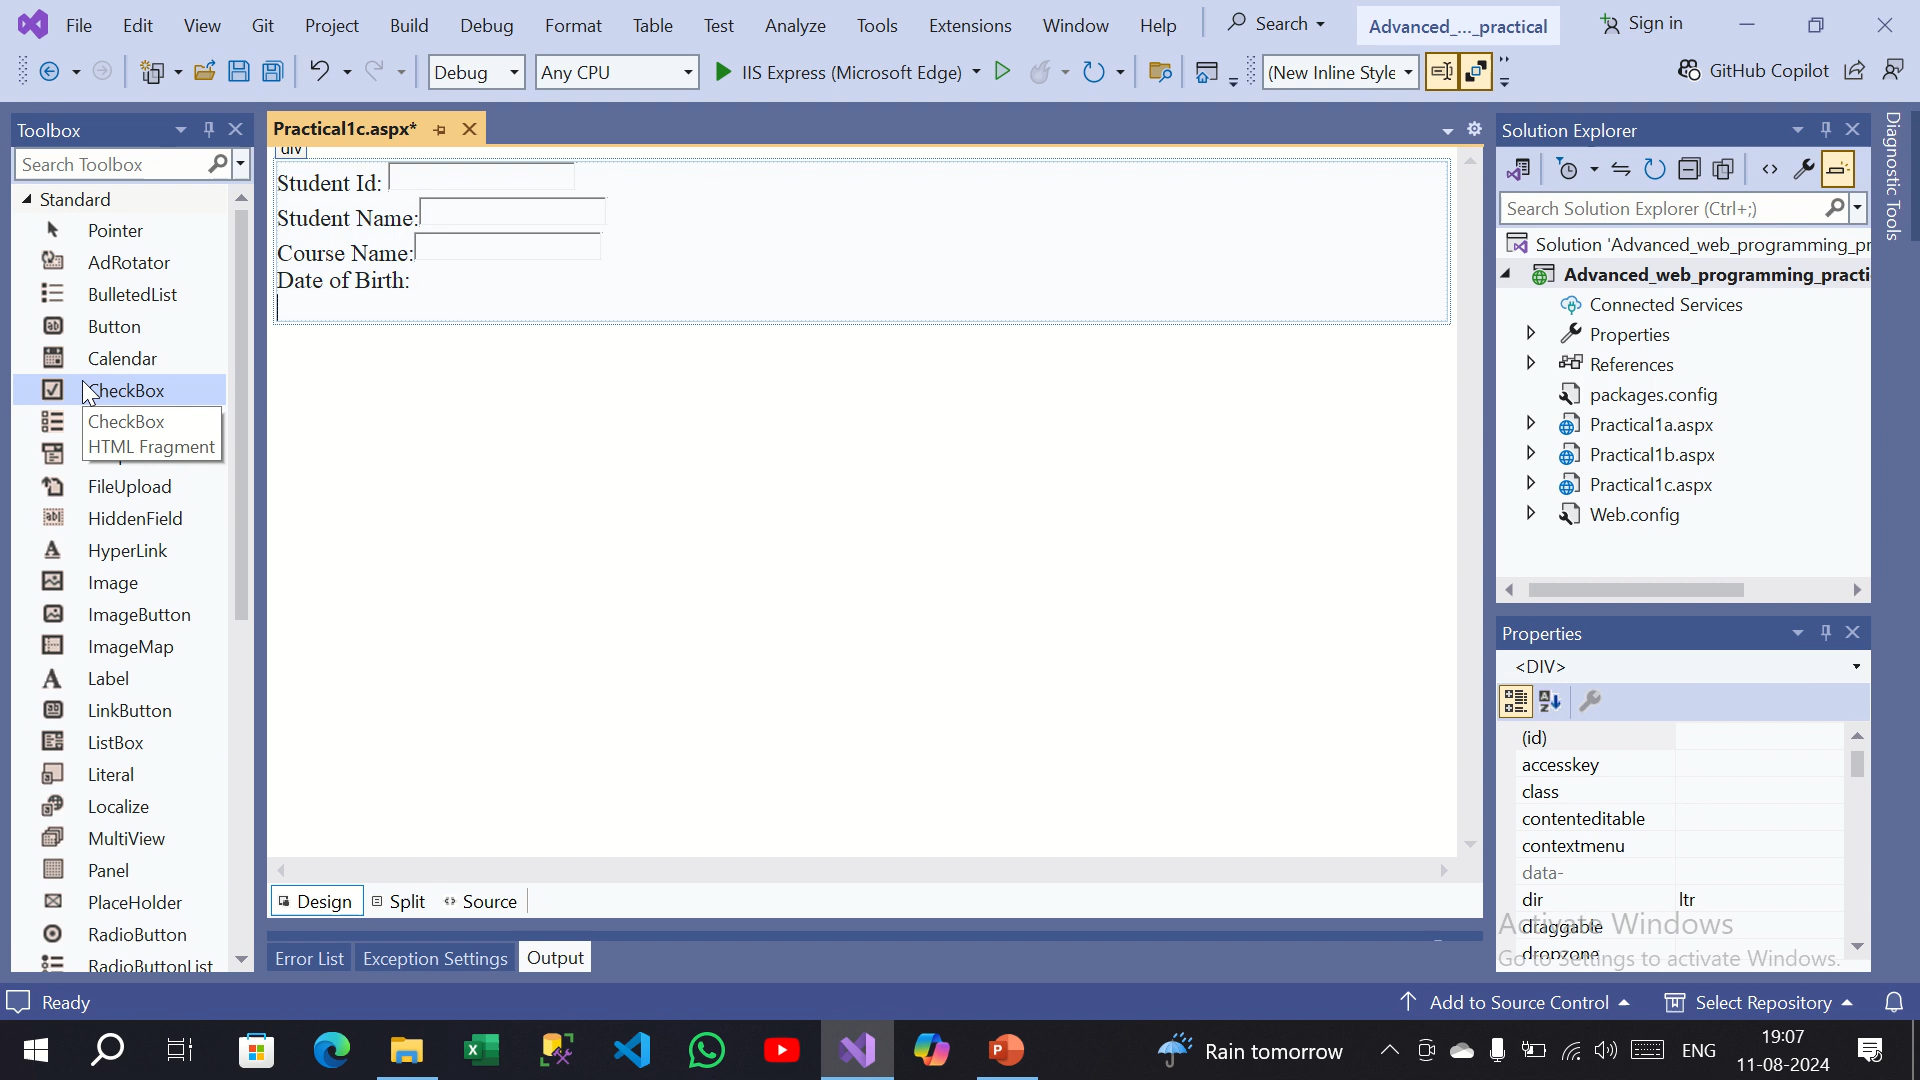 File Edit View Git Project Build Debug Format Table Test Analyze Tools Extensions Window Help Search Advanced_..._practical Sign in
Debug Any CPU IIS Express (Microsoft Edge) (New Inline Style GitHub Copilot
Toolbox
Search Toolbox
Standard
Pointer
AdRotator
BulletedList
Button
Calendar
CheckBox
CheckBox
HTML Fragment
FileUpload
HiddenField
HyperLink
Image
ImageButton
ImageMap
Label
LinkButton
ListBox
Literal
Localize
MultiView
Panel
PlaceHolder
RadioButton
RadioButtonList
Practical1c.aspx*
div
Student Id:
Student Name:
Course Name:
Date of Birth:
Design Split Source
Error List Exception Settings Output
Solution Explorer
Search Solution Explorer (Ctrl+;)
Solution 'Advanced_web_programming_pr
Advanced_web_programming_practi
Connected Services
Properties
References
packages.config
Practical1a.aspx
Practical1b.aspx
Practical1c.aspx
Web.config
Properties
<DIV>
(id)
accesskey
class
contenteditable
contextmenu
data-
dir ltr
draggable
dropzone
Activate Windows
Go to Settings to activate Windows.
Diagnostic Tools
Ready Add to Source Control Select Repository
Rain tomorrow ENG 19:07
11-08-2024